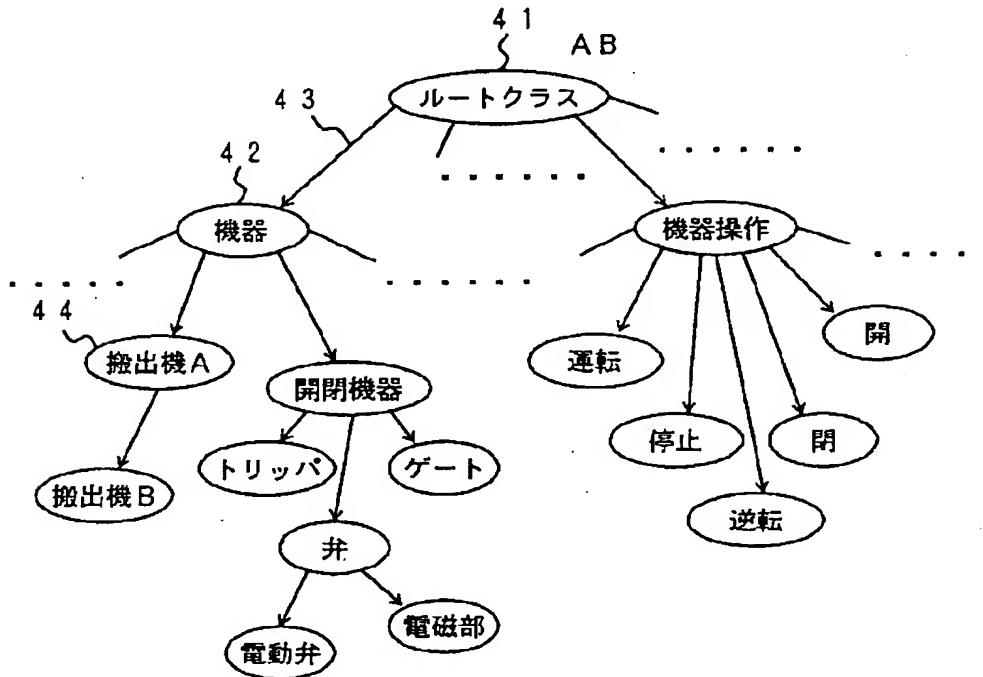 41
AB
ルートクラス
43
42
機器
機器操作
44
搬出機A
開
運転
開閉機器
停止
閉
トリッパ
ゲート
搬出機B
逆転
弁
電磁部
電動弁